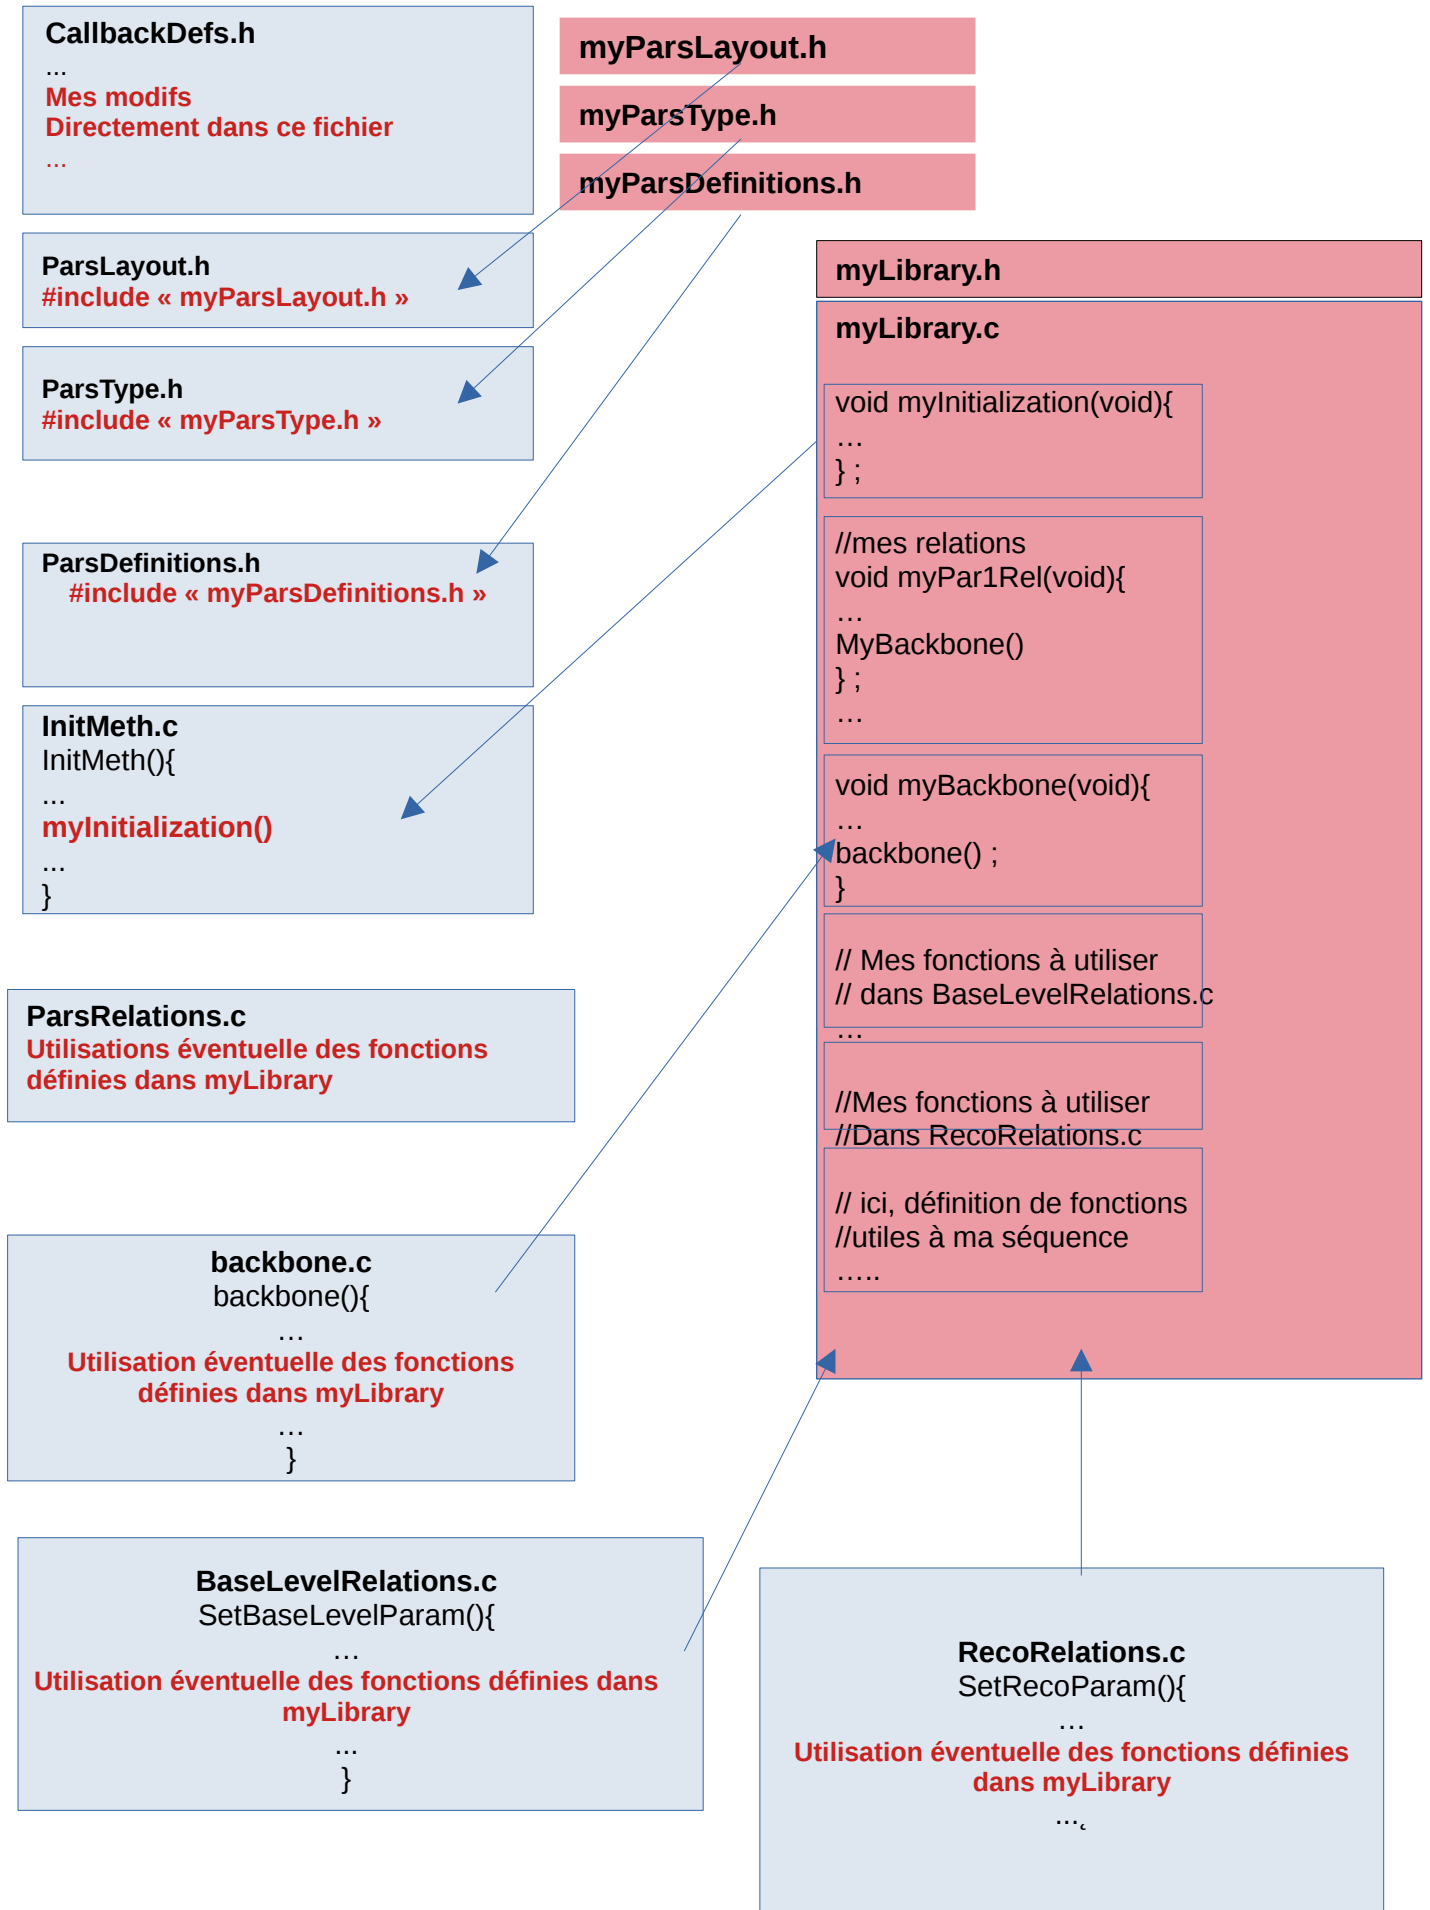 CallbackDefs.h
...
Mes modifs
Directement dans ce fichier
...
myParsLayout.h
myParsType.h
myParsDefinitions.h
ParsLayout.h
#include « myParsLayout.h »
ParsType.h
#include « myParsType.h »
ParsDefinitions.h
#include « myParsDefinitions.h »
InitMeth.c
InitMeth(){
...
myInitialization()
...
}
ParsRelations.c
Utilisations éventuelle des fonctions
définies dans myLibrary
backbone.c
backbone(){
…
Utilisation éventuelle des fonctions
définies dans myLibrary
…
}
BaseLevelRelations.c
SetBaseLevelParam(){
…
Utilisation éventuelle des fonctions définies dans
myLibrary
...
}
myLibrary.h
myLibrary.c
void myInitialization(void){
…
} ;
//mes relations
void myPar1Rel(void){
…
MyBackbone()
} ;
…
void myBackbone(void){
…
backbone() ;
}
// Mes fonctions à utiliser
// dans BaseLevelRelations.c
…
//Mes fonctions à utiliser
//Dans RecoRelations.c
// ici, définition de fonctions
//utiles à ma séquence
…..
RecoRelations.c
SetRecoParam(){
…
Utilisation éventuelle des fonctions définies
dans myLibrary
...